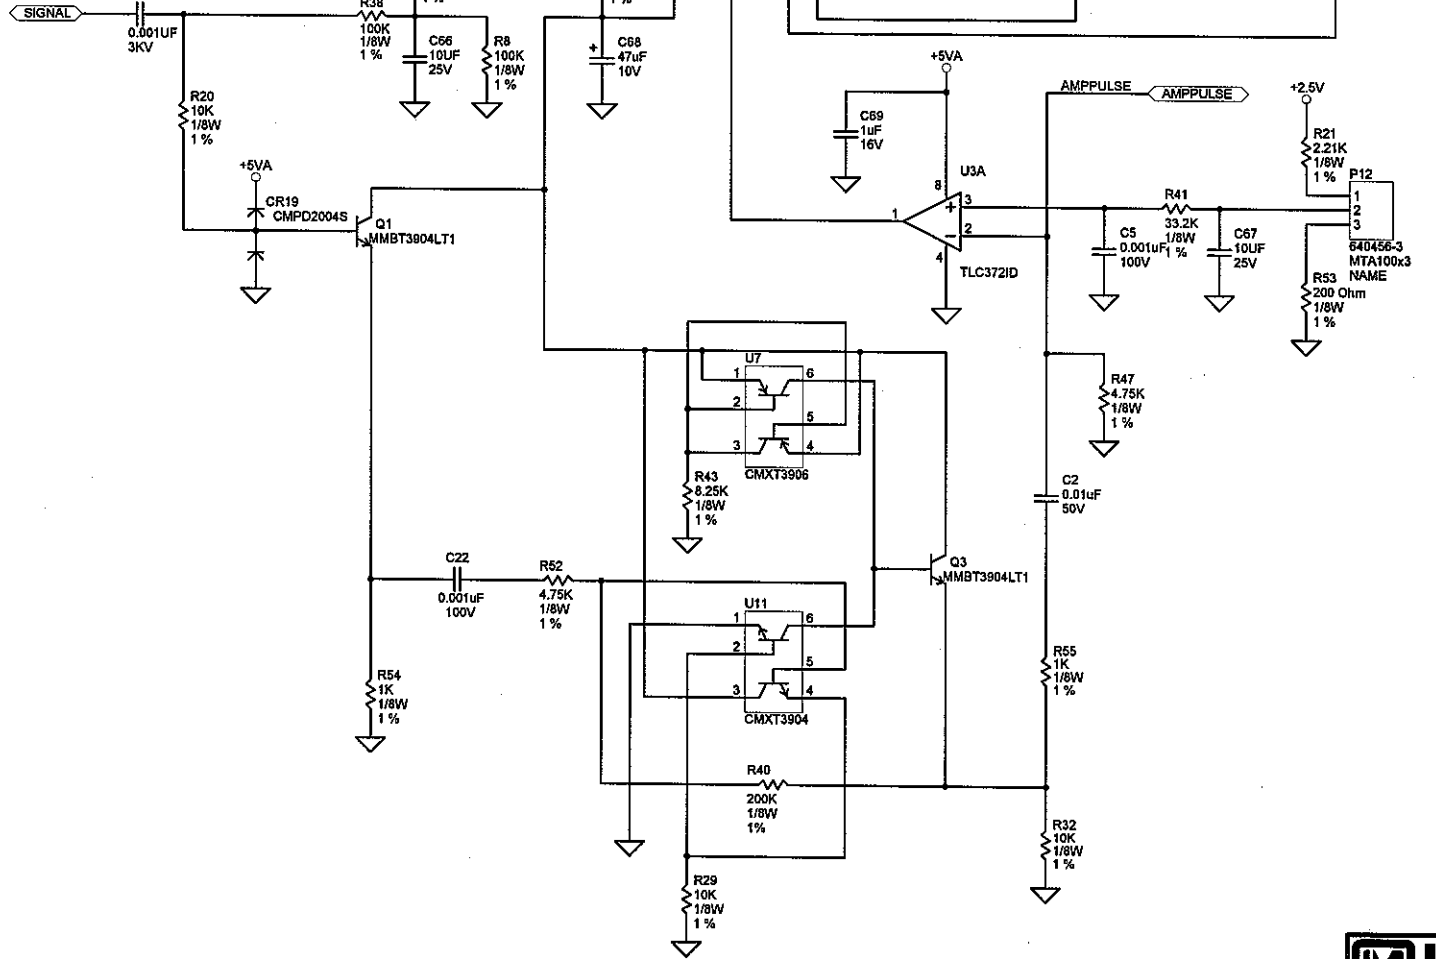 SIGNAL
0.001UF
3KV
R38
100K
1/8W
1 %
1 %
C66
10UF
25V
R8
100K
1/8W
1 %
1 %
C68
47uF
10V
+
R20
10K
1/8W
1 %
+5VA
CR19
CMPD2004S
Q1
MMBT3904LT1
+5VA
C69
1uF
16V
U3A
8
3
+
1
2
-
4
TLC372ID
AMPPULSE
AMPPULSE
+2.5V
R21
2.21K
1/8W
1 %
P12
1
2
3
640456-3
MTA100x3
NAME
R41
33.2K
1/8W
1 %
C5
0.001uF
100V
C67
10UF
25V
R53
200 Ohm
1/8W
1 %
R47
4.75K
1/8W
1 %
U7
1
6
2
5
3
4
CMXT3906
R43
8.25K
1/8W
1 %
C2
0.01uF
50V
C22
0.001uF
100V
R52
4.75K
1/8W
1 %
Q3
MMBT3904LT1
U11
1
6
2
5
3
4
CMXT3904
R54
1K
1/8W
1 %
R55
1K
1/8W
1 %
R40
200K
1/8W
1%
R32
10K
1/8W
1 %
R29
10K
1/8W
1 %